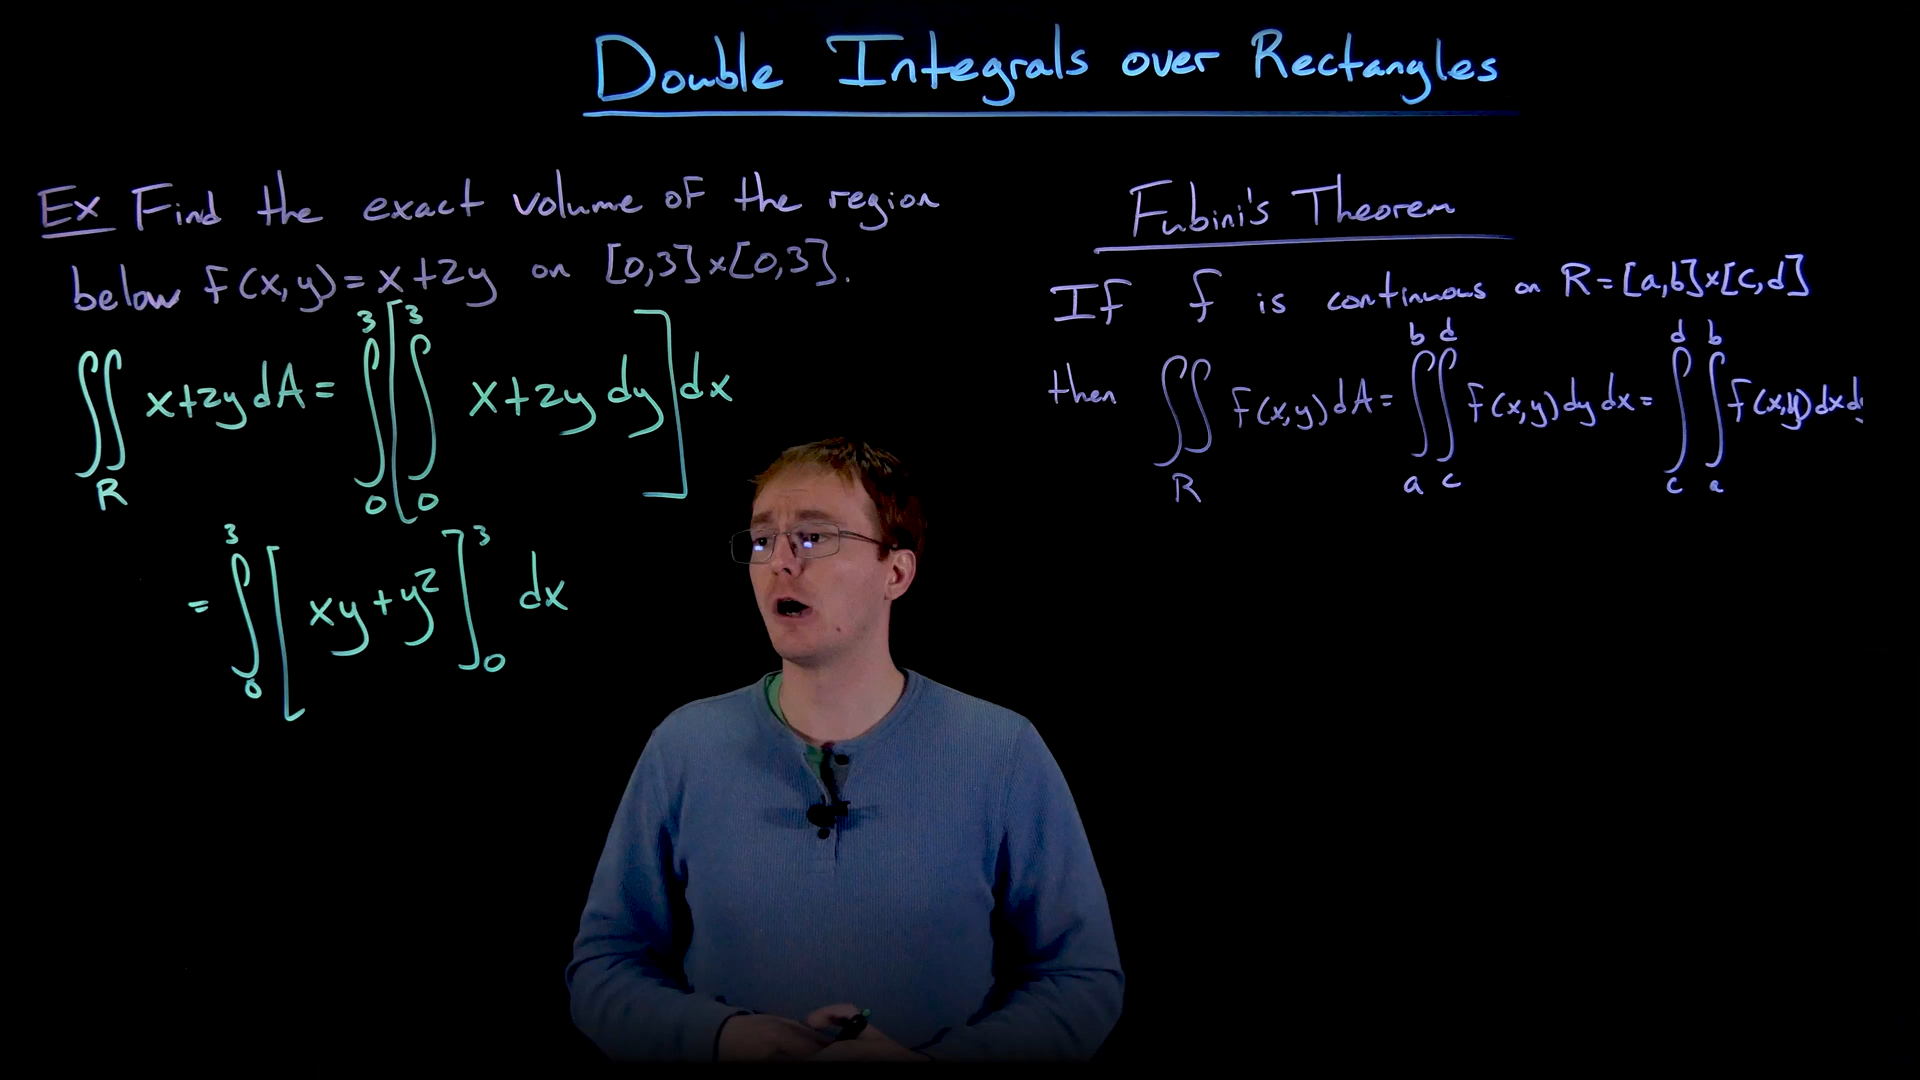 Double Integrals over Rectangles
Ex Find the exact volume of the region
below f(x,y)=x+2y on [0,3]×[0,3].
∬_R x+2y dA = ∫_0^3 [∫_0^3 x+2y dy] dx
= ∫_0^3 [xy+y²]_0^3 dx
Fubini's Theorem
If f is continuous on R=[a,b]×[c,d]
then ∬_R f(x,y) dA = ∫_a^b ∫_c^d f(x,y) dy dx = ∫_c^d ∫_a^b f(x,y) dx d